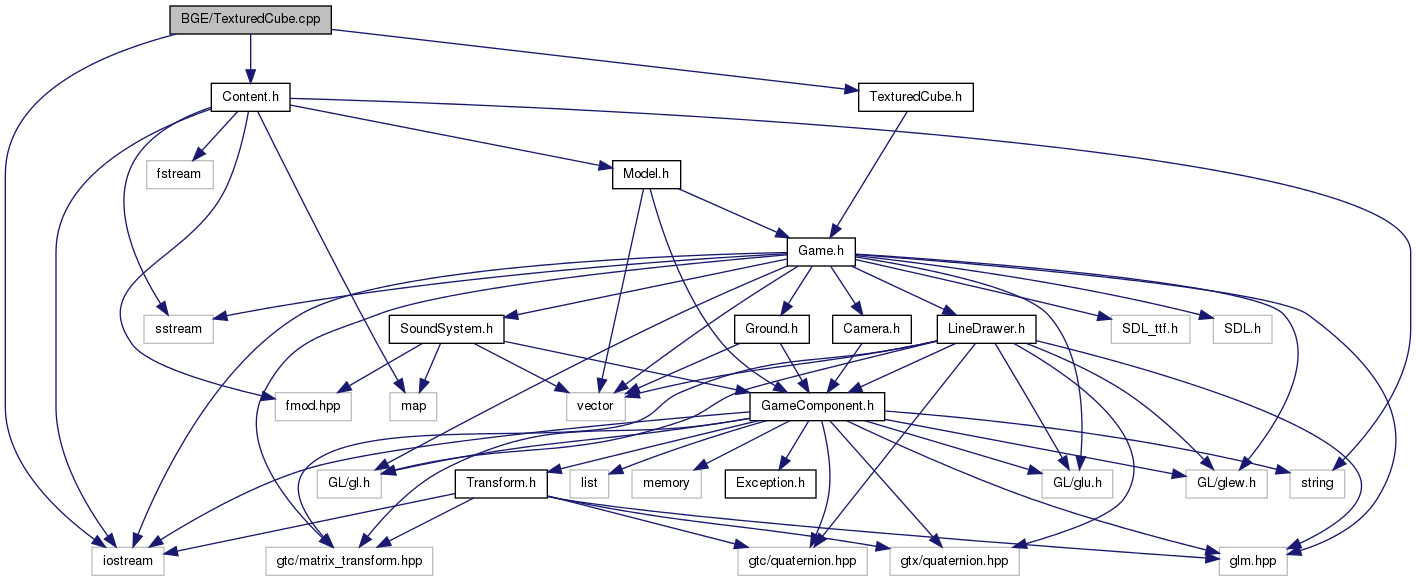 BGE/TexturedCube.cpp
Content.h
TexturedCube.h
fstream
Model.h
Game.h
sstream
SoundSystem.h
Ground.h
Camera.h
LineDrawer.h
SDL_ttf.h
SDL.h
fmod.hpp
map
vector
GameComponent.h
GL/gl.h
Transform.h
list
memory
Exception.h
GL/glu.h
GL/glew.h
string
iostream
gtc/matrix_transform.hpp
gtc/quaternion.hpp
gtx/quaternion.hpp
glm.hpp